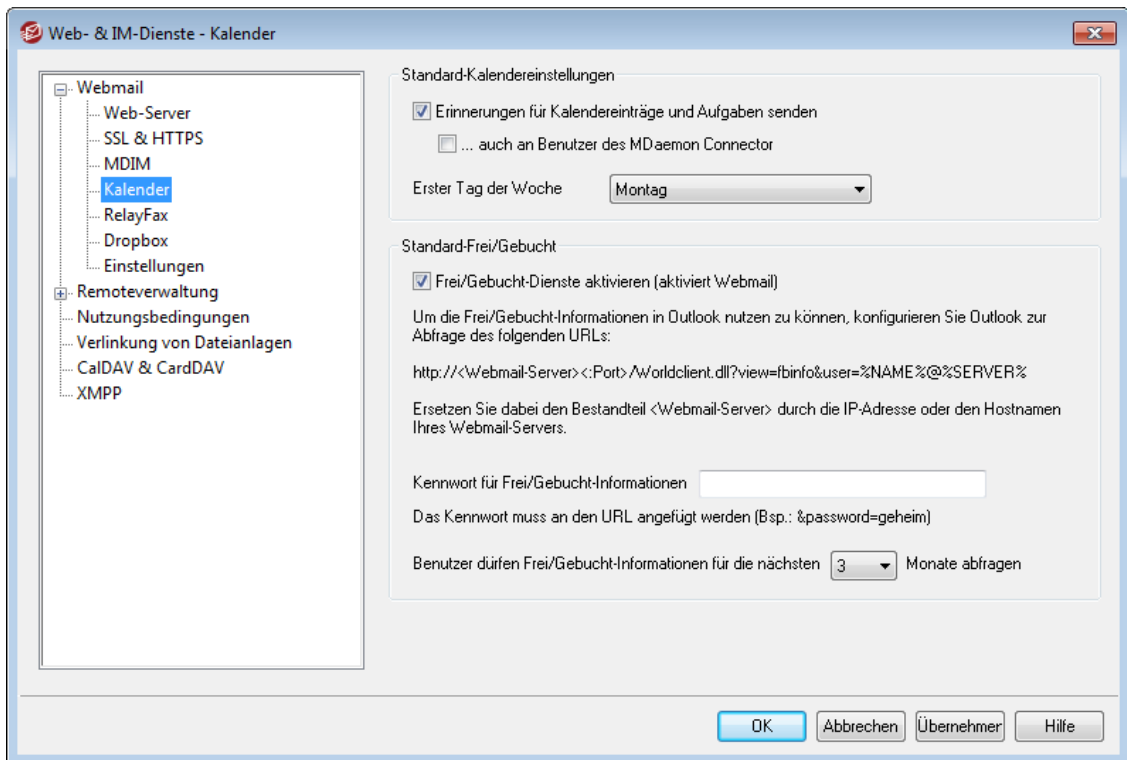 Web- & IM-Dienste - Kalender
Webmail
Web-Server
SSL & HTTPS
MDIM
Kalender
RelayFax
Dropbox
Einstellungen
Remoteverwaltung
Nutzungsbedingungen
Verlinkung von Dateianlagen
CalDAV & CardDAV
XMPP
Standard-Kalendereinstellungen
Erinnerungen für Kalendereinträge und Aufgaben senden
... auch an Benutzer des MDaemon Connector
Erster Tag der Woche Montag
Standard-Frei/Gebucht
Frei/Gebucht-Dienste aktivieren (aktiviert Webmail)
Um die Frei/Gebucht-Informationen in Outlook nutzen zu können, konfigurieren Sie Outlook zur
Abfrage des folgenden URLs:
http://<Webmail-Server><:Port>/Worldclient.dll?view=fbinfo&user=%NAME%@%SERVER%
Ersetzen Sie dabei den Bestandteil <Webmail-Server> durch die IP-Adresse oder den Hostnamen
Ihres Webmail-Servers.
Kennwort für Frei/Gebucht-Informationen
Das Kennwort muss an den URL angefügt werden (Bsp.: &password=geheim)
Benutzer dürfen Frei/Gebucht-Informationen für die nächsten 3 Monate abfragen
OK Abbrechen Übernehmer Hilfe